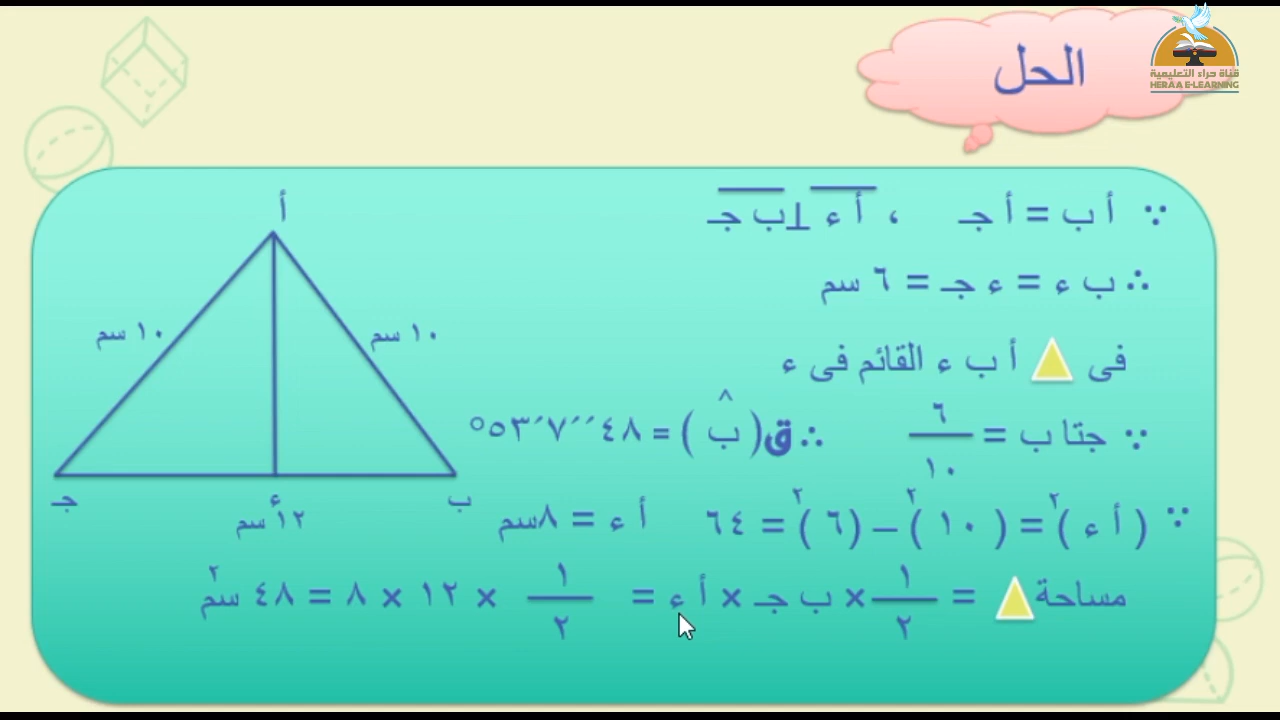 الحل
قناة حراء التعليمية
HERAA E-LEARNING
∵ أ ب = أ جـ ، أ ء ⊥ ب جـ
∴ ب ء = ء جـ = ٦ سم
فى △ أ ب ء القائم فى ء
∵ جتا ب = ٦/١٠ ∴ ق(ب^) = ٤٨´´ ٧´ ٥٣°
∵ (أ ء)٢ = (١٠)٢ – (٦)٢ = ٦٤ أ ء = ٨سم
مساحة △ = ١/٢ × ب جـ × أ ء = ١/٢ × ١٢ × ٨ = ٤٨ سم٢
أ
١٠ سم
١٠ سم
ب
ء
جـ
١٢ سم